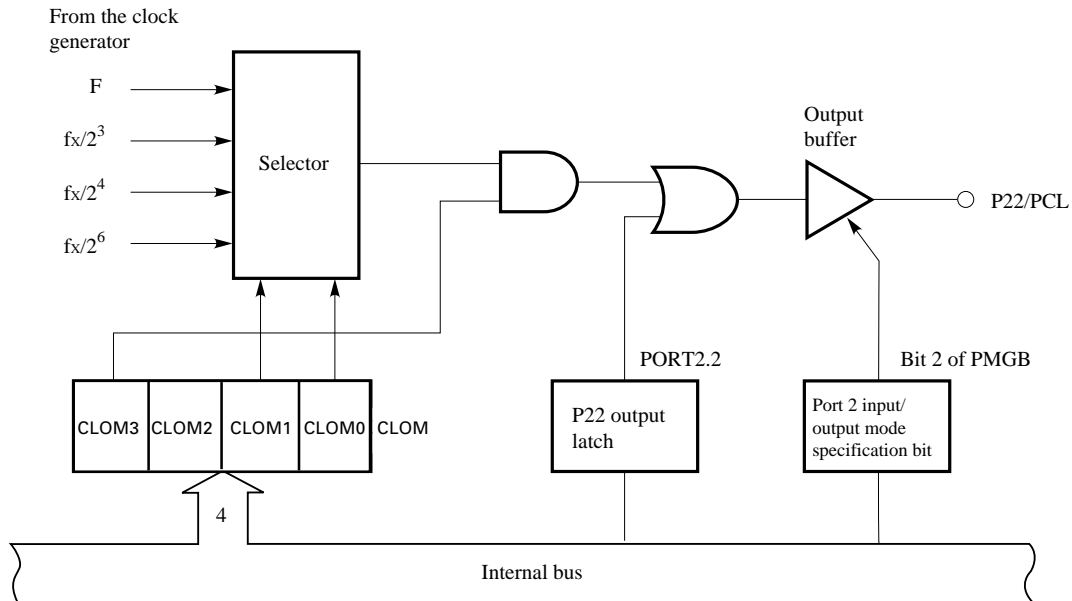 From the clock
generator
F
fx/2³
fx/2⁴
fx/2⁶
Selector
Output
buffer
P22/PCL
PORT2.2
Bit 2 of PMGB
CLOM3
CLOM2
CLOM1
CLOM0
CLOM
P22 output
latch
Port 2 input/
output mode
specification bit
4
Internal bus